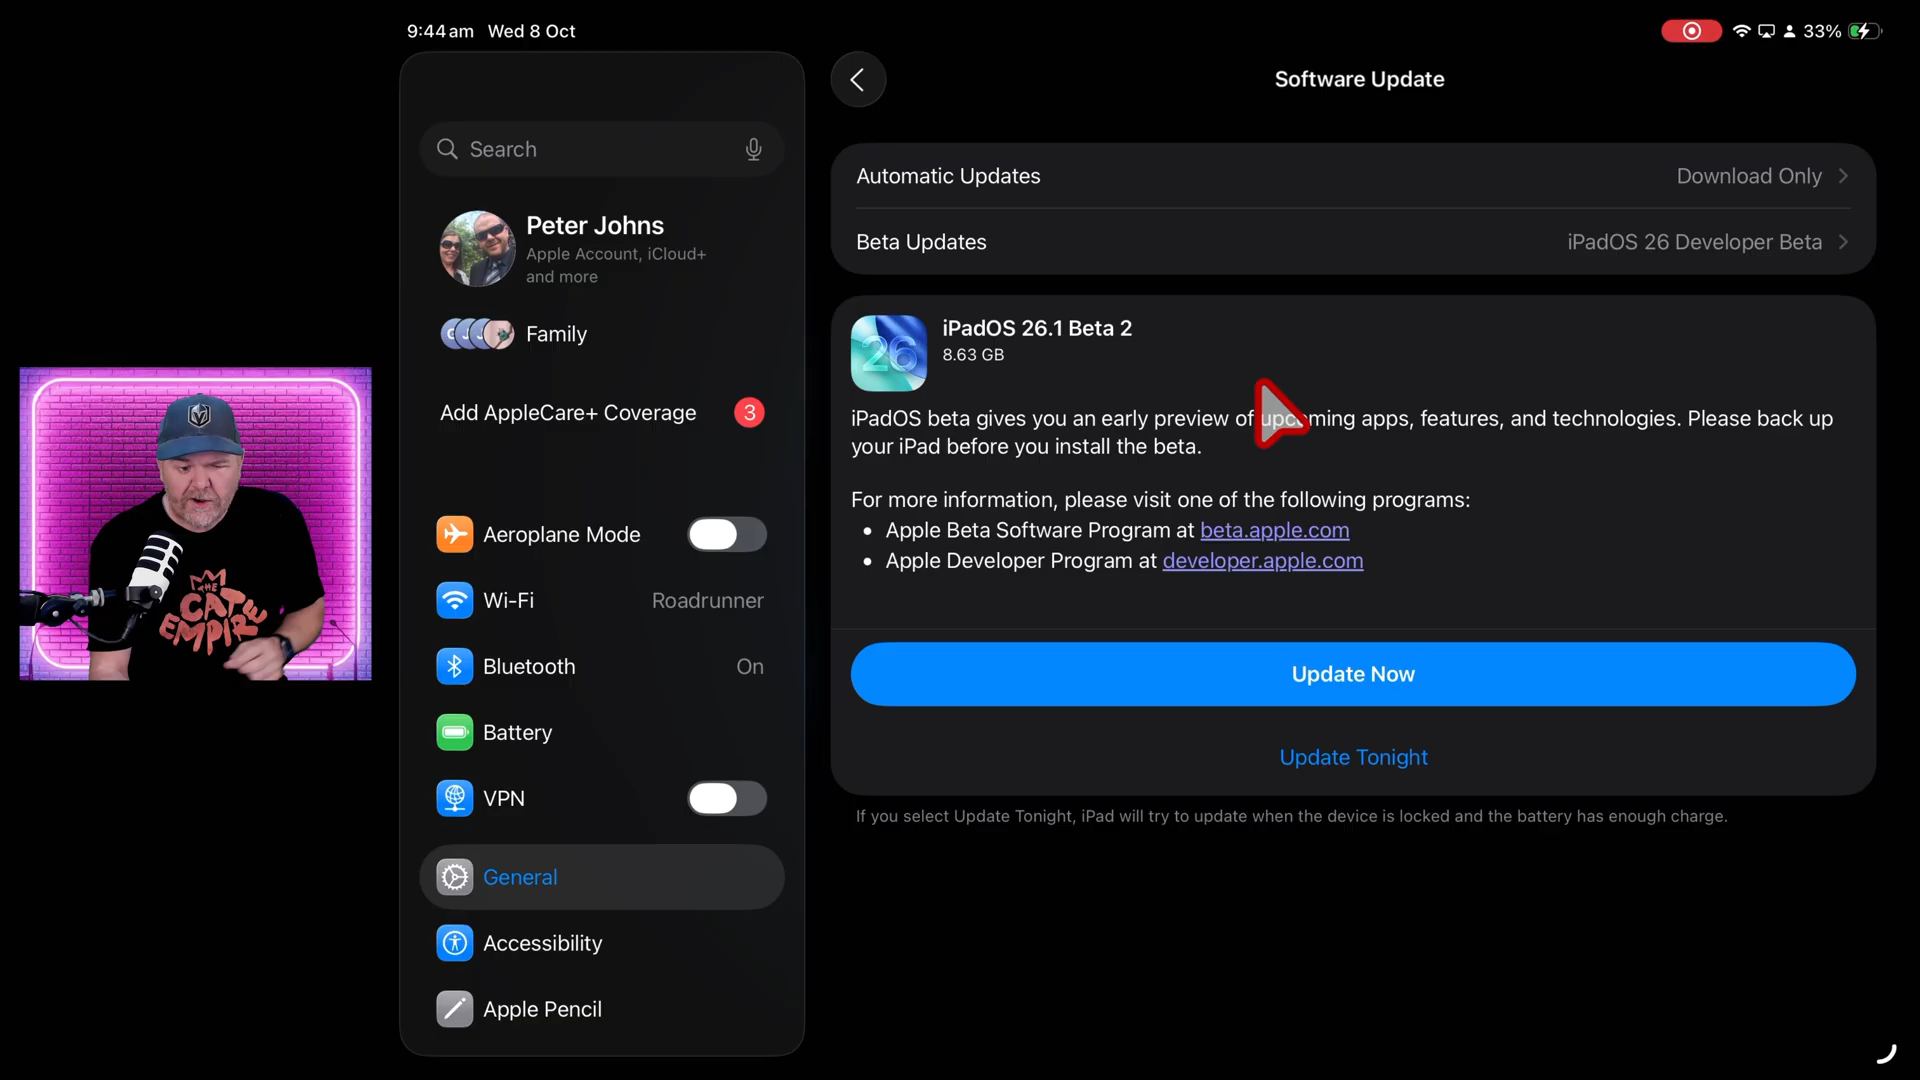 9:44 am Wed 8 Oct
33%
Search
Peter Johns
Apple Account, iCloud+
and more
Family
Add AppleCare+ Coverage 3
Aeroplane Mode
Wi-Fi Roadrunner
Bluetooth On
Battery
VPN
General
Accessibility
Apple Pencil
Software Update
Automatic Updates Download Only
Beta Updates iPadOS 26 Developer Beta
26
iPadOS 26.1 Beta 2
8.63 GB
iPadOS beta gives you an early preview of upcoming apps, features, and technologies. Please back up
your iPad before you install the beta.
For more information, please visit one of the following programs:
• Apple Beta Software Program at beta.apple.com
• Apple Developer Program at developer.apple.com
Update Now
Update Tonight
If you select Update Tonight, iPad will try to update when the device is locked and the battery has enough charge.
THE
CAT
EMPIRE